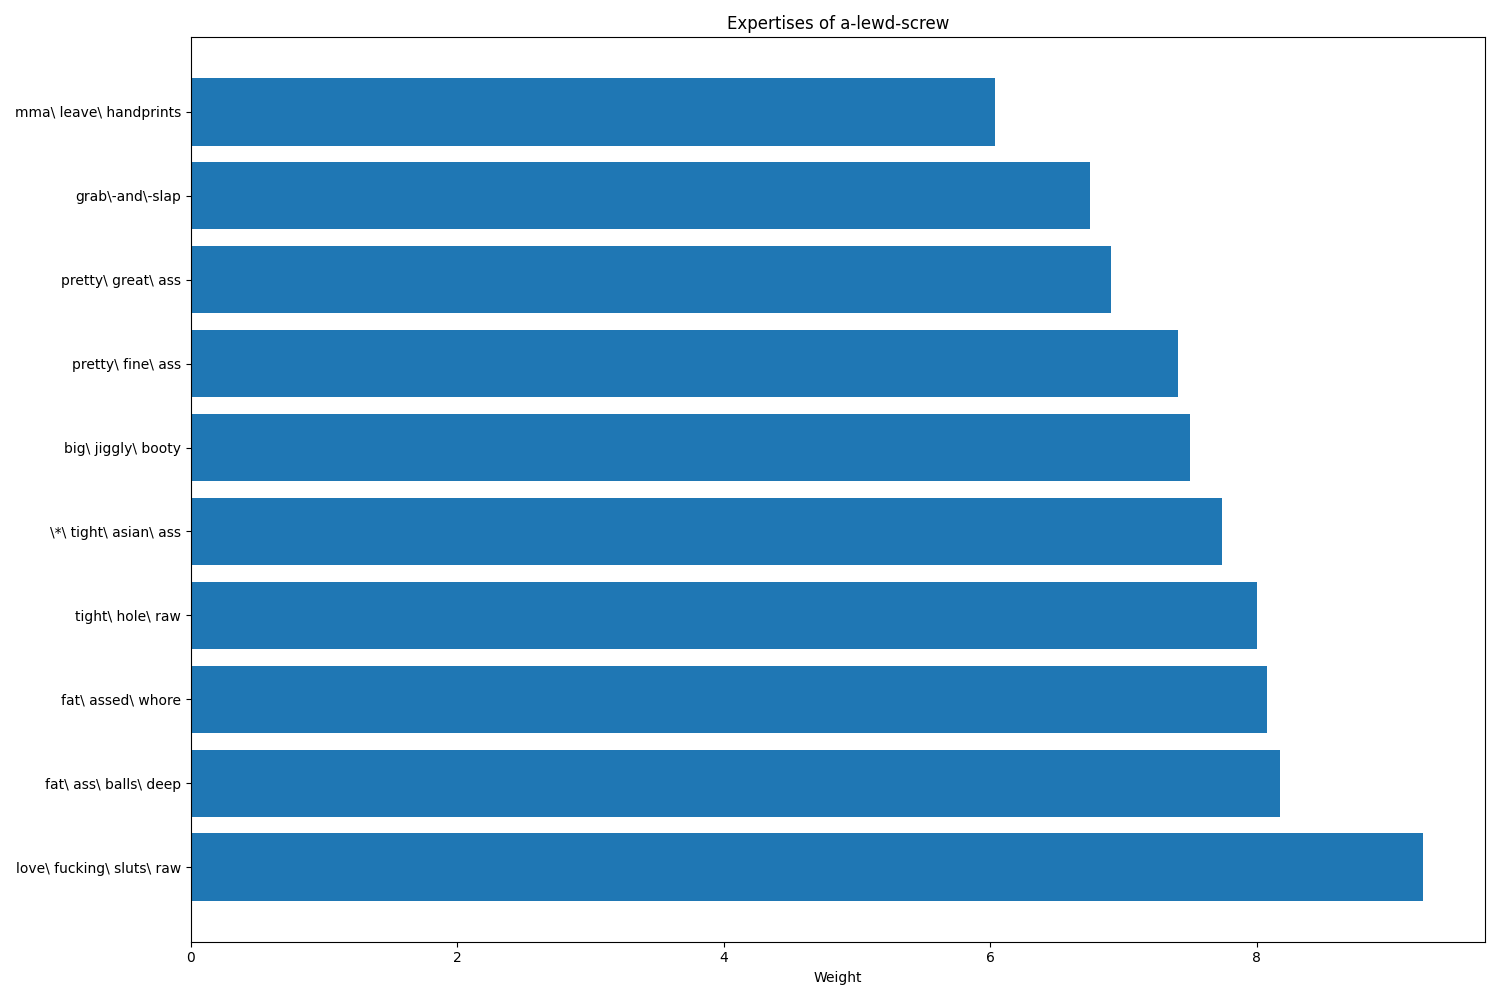 Expertises of a-lewd-screw
mma\ leave\ handprints
grab\-and\-slap
pretty\ great\ ass
pretty\ fine\ ass
big\ jiggly\ booty
\*\ tight\ asian\ ass
tight\ hole\ raw
fat\ assed\ whore
fat\ ass\ balls\ deep
love\ fucking\ sluts\ raw
0 2 4 6 8
Weight